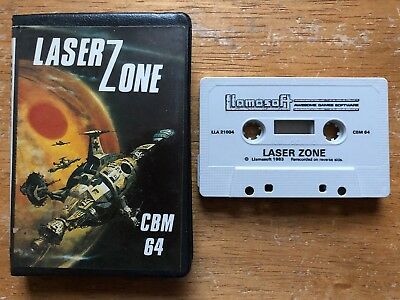 LASER ZONE
CBM
64
llamasoft
AWESOME GAMES SOFTWARE
LLA 21004
CBM 64
LASER ZONE
© Llamasoft 1983 Rerecorded on reverse side.